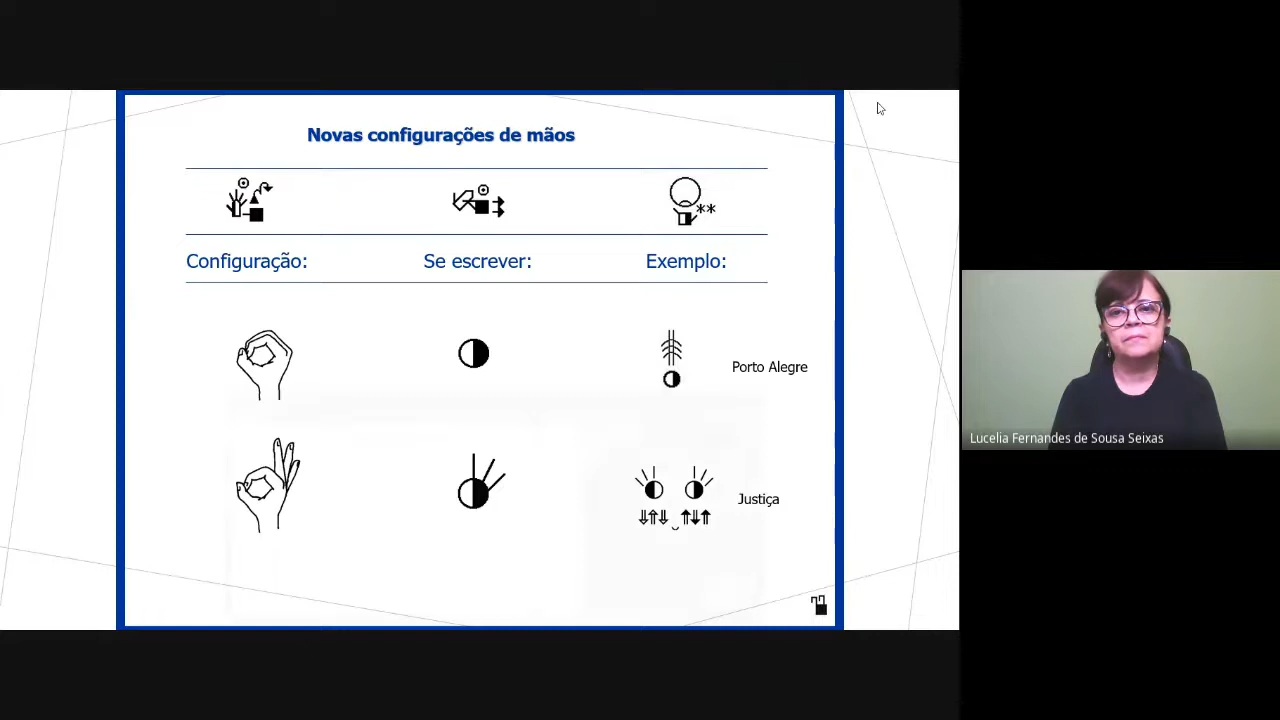 Novas configurações de mãos
Configuração: Se escrever: Exemplo:
Porto Alegre
Justiça
Lucelia Fernandes de Sousa Seixas